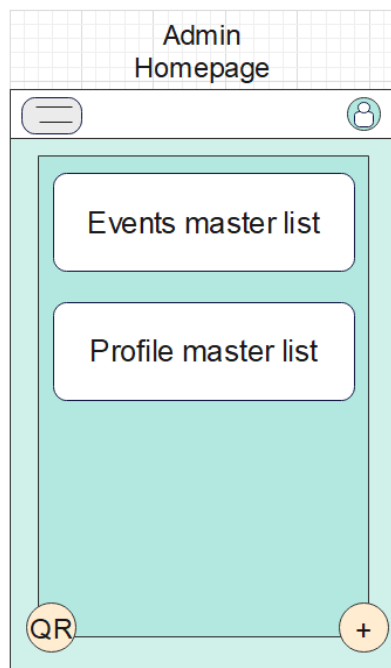 Admin
Homepage
Events master list
Profile master list
QR
+